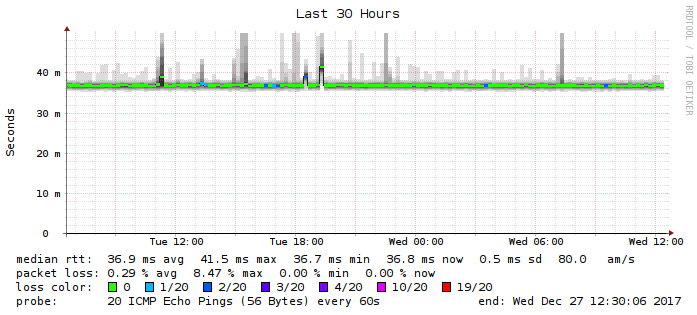 Last 30 Hours
RRDTOOL / TOBI OETIKER
Seconds
40 m
30 m
20 m
10 m
0
Tue 12:00 Tue 18:00 Wed 00:00 Wed 06:00 Wed 12:00
median rtt: 36.9 ms avg 41.5 ms max 36.7 ms min 36.8 ms now 0.5 ms sd 80.0 am/s
packet loss: 0.29 % avg 8.47 % max 0.00 % min 0.00 % now
loss color: 0 1/20 2/20 3/20 4/20 10/20 19/20
probe: 20 ICMP Echo Pings (56 Bytes) every 60s end: Wed Dec 27 12:30:06 2017